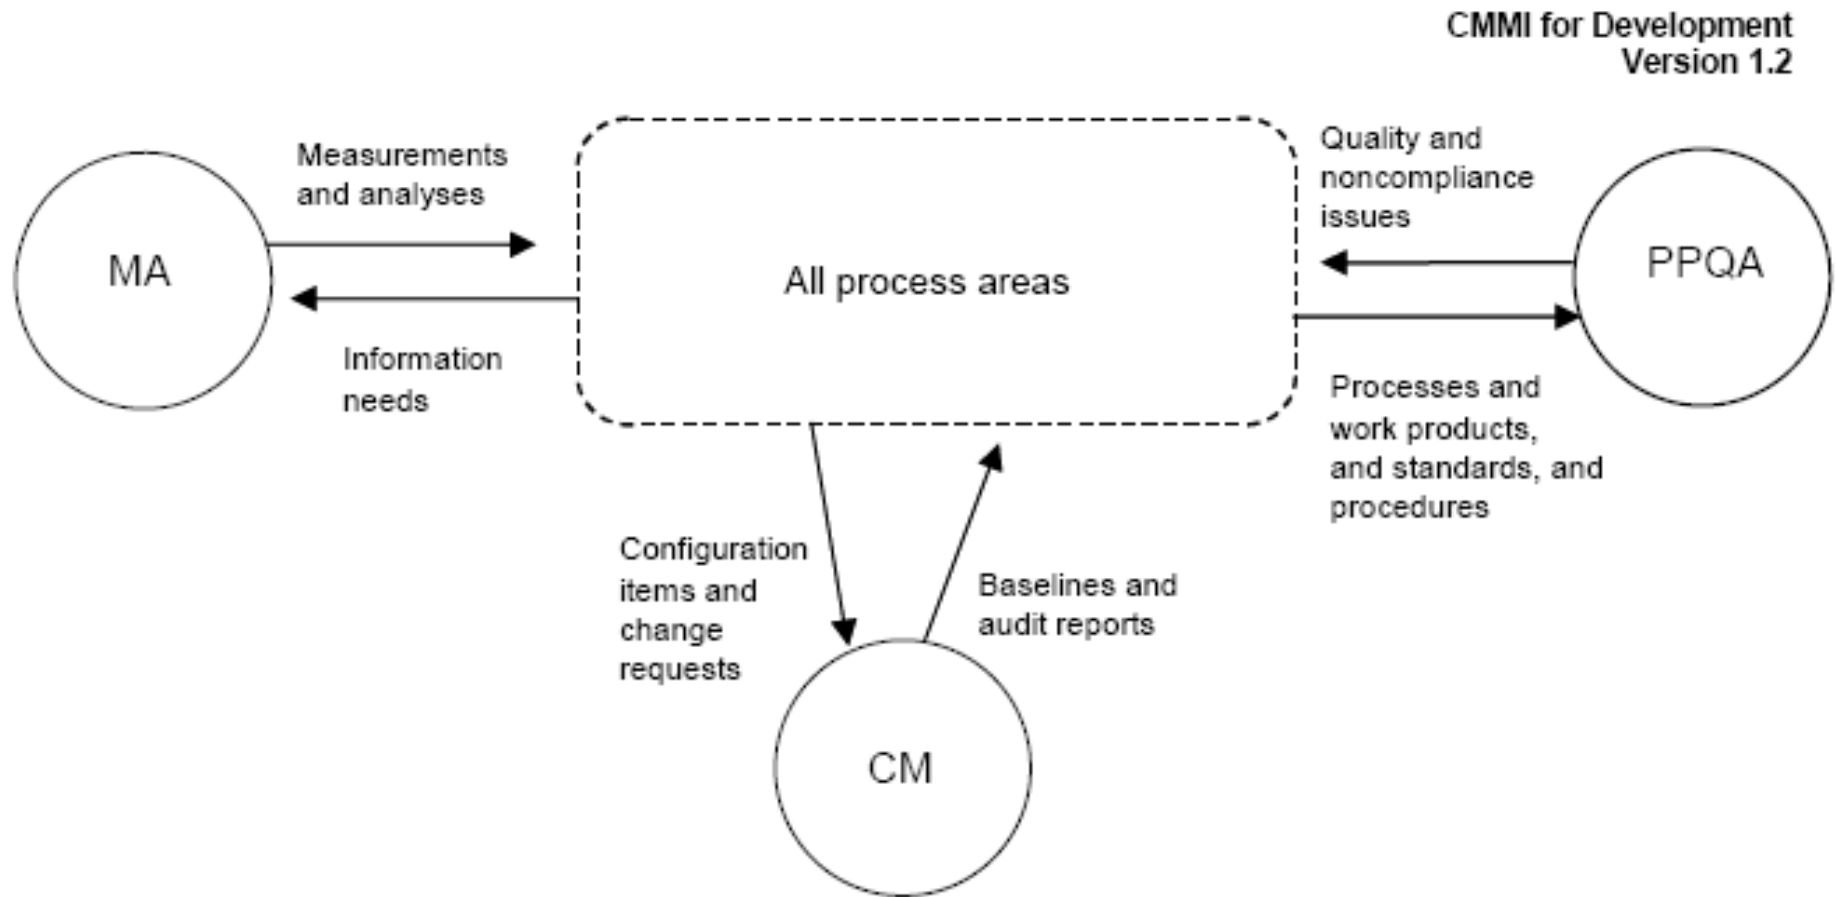 CMMI for Development
Version 1.2
Measurements
and analyses
MA
Information
needs
All process areas
Quality and
noncompliance
issues
PPQA
Processes and
work products,
and standards, and
procedures
Configuration
items and
change
requests
Baselines and
audit reports
CM